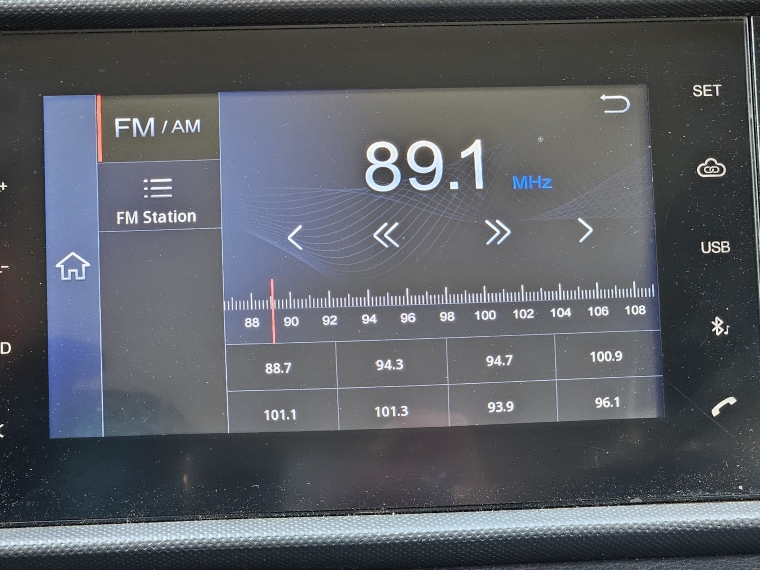 FM / AM
FM Station
89.1 MHz
88 90 92 94 96 98 100 102 104 106 108
88.7 94.3 94.7 100.9
101.1 101.3 93.9 96.1
SET
USB
+
−
D